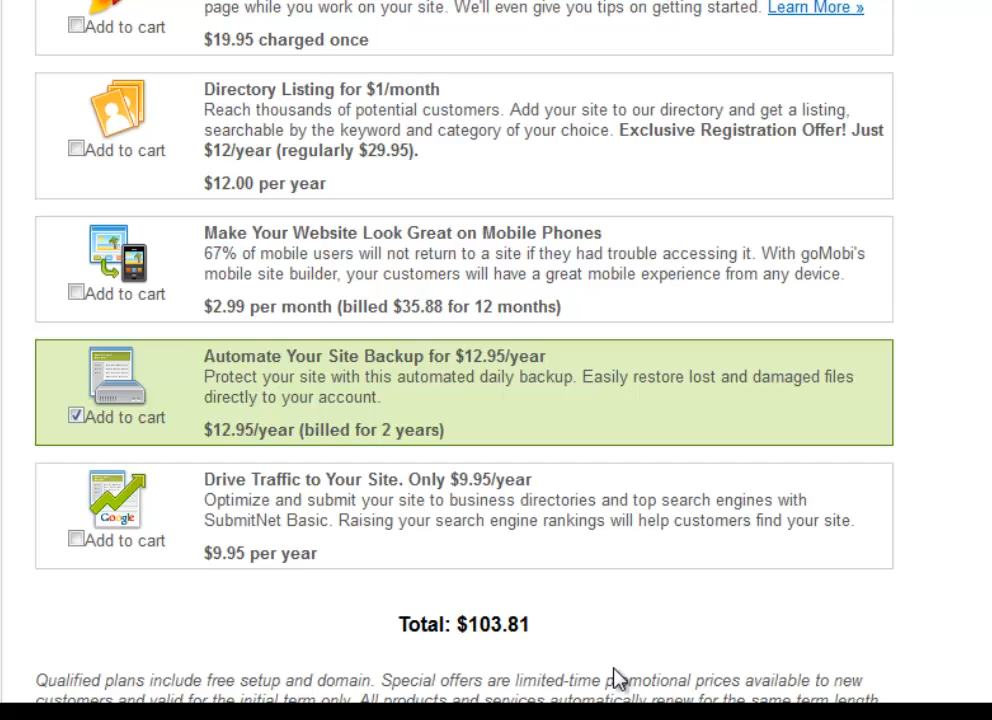 page while you work on your site. We'll even give you tips on getting started. Learn More »
Add to cart
$19.95 charged once
Directory Listing for $1/month
Reach thousands of potential customers. Add your site to our directory and get a listing,
searchable by the keyword and category of your choice. Exclusive Registration Offer! Just
Add to cart
$12/year (regularly $29.95).
$12.00 per year
Make Your Website Look Great on Mobile Phones
67% of mobile users will not return to a site if they had trouble accessing it. With goMobi's
mobile site builder, your customers will have a great mobile experience from any device.
Add to cart
$2.99 per month (billed $35.88 for 12 months)
Automate Your Site Backup for $12.95/year
Protect your site with this automated daily backup. Easily restore lost and damaged files
directly to your account.
Add to cart
$12.95/year (billed for 2 years)
Drive Traffic to Your Site. Only $9.95/year
Optimize and submit your site to business directories and top search engines with
Google
SubmitNet Basic. Raising your search engine rankings will help customers find your site.
Add to cart
$9.95 per year
Total: $103.81
Qualified plans include free setup and domain. Special offers are limited-time promotional prices available to new
customers and valid for the initial term only. All products and services automatically renew for the same term length